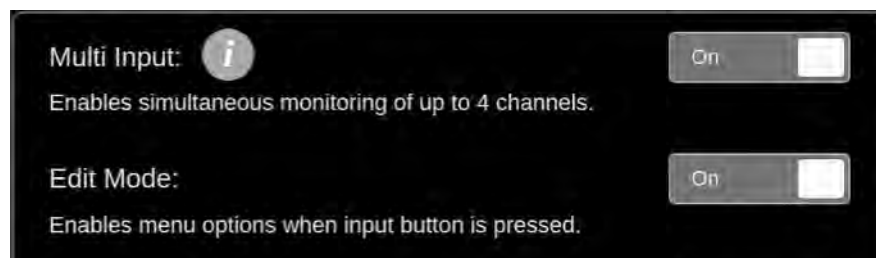 Multi Input: i On
Enables simultaneous monitoring of up to 4 channels.
Edit Mode: On
Enables menu options when input button is pressed.